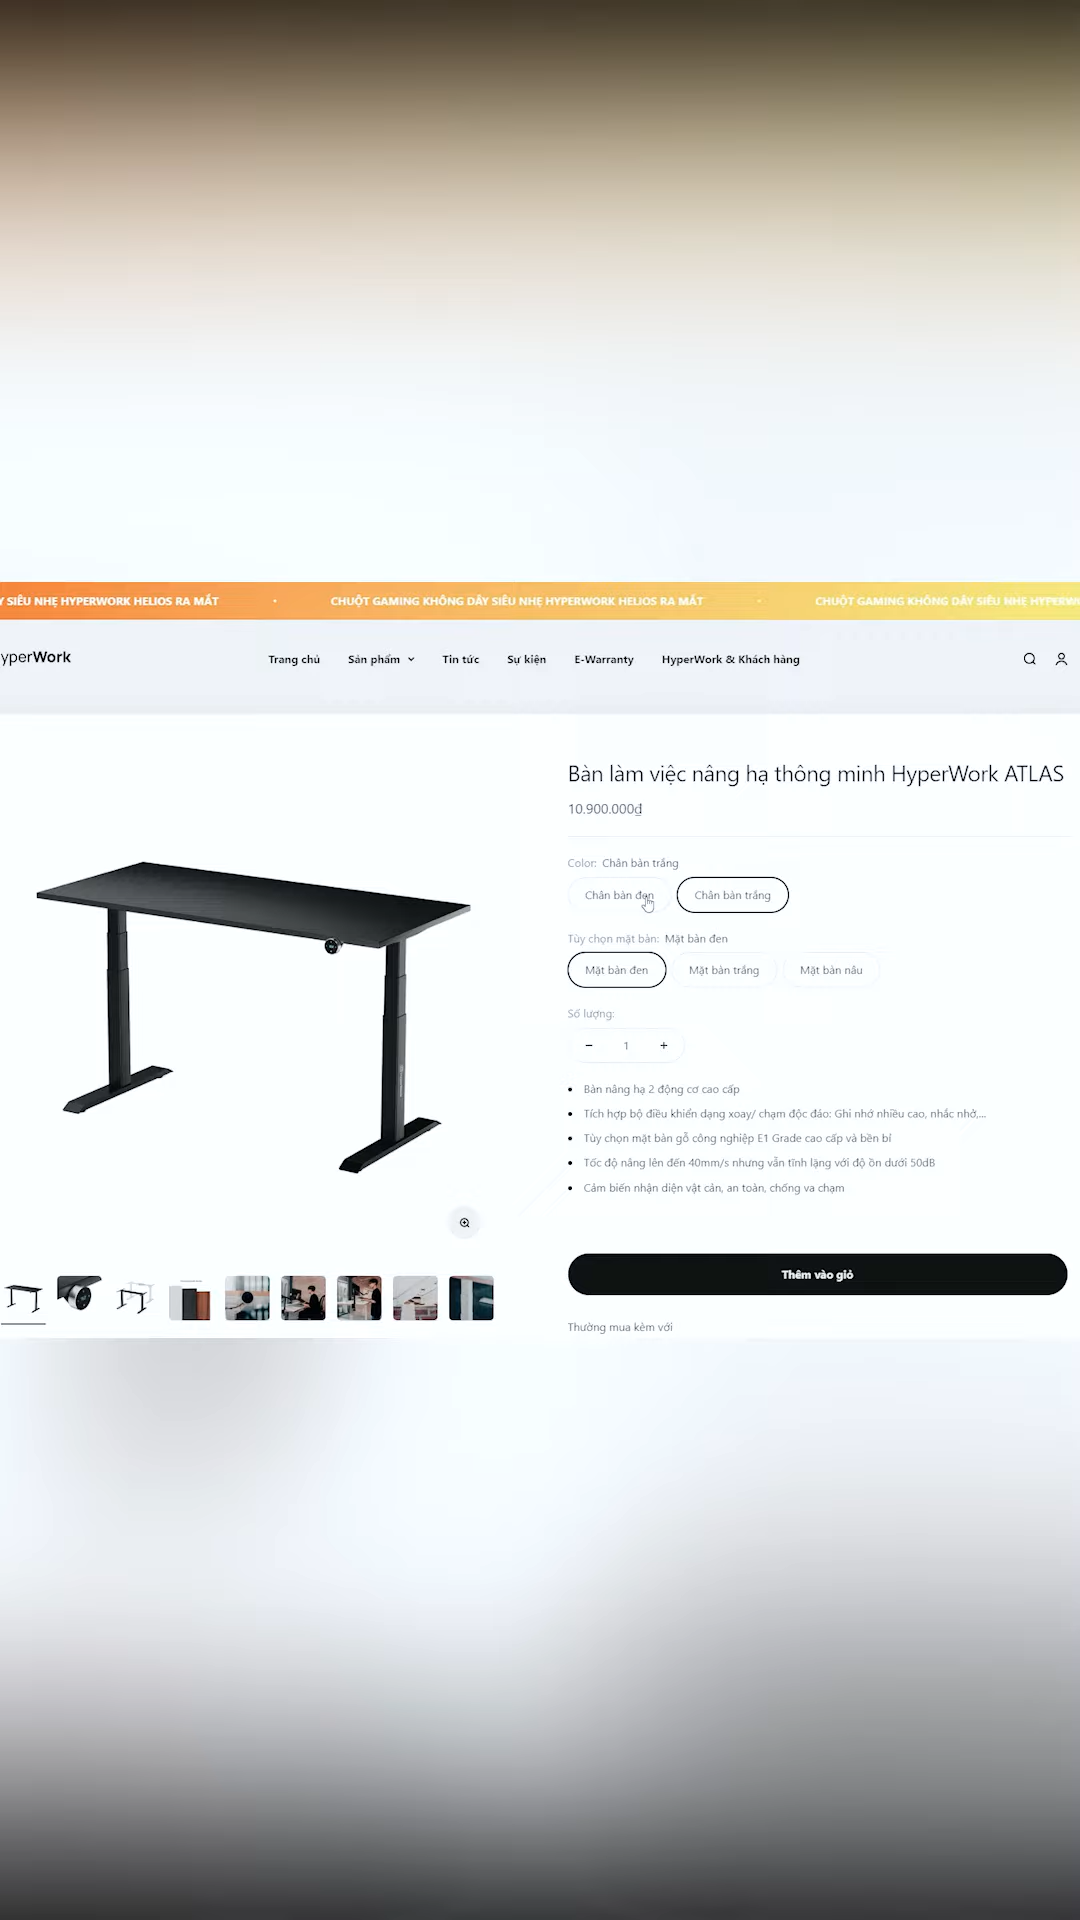 SIÊU NHẸ HYPERWORK HELIOS RA MẮT • CHUỘT GAMING KHÔNG DÂY SIÊU NHẸ HYPERWORK HELIOS RA MẮT • CHUỘT GAMING KHÔNG DÂY SIÊU NHẸ
yperWork
Trang chủ Sản phẩm Tin tức Sự kiện E-Warranty HyperWork & Khách hàng
Bàn làm việc nâng hạ thông minh HyperWork ATLAS
10.900.000₫
Color: Chân bàn trắng
Chân bàn đen Chân bàn trắng
Tùy chọn mặt bàn: Mặt bàn đen
Mặt bàn đen Mặt bàn trắng Mặt bàn nâu
Số lượng:
− 1 +
• Bàn nâng hạ 2 động cơ cao cấp
• Tích hợp bộ điều khiển dạng xoay/ chạm độc đáo: Ghi nhớ nhiều cao, nhắc nhở,...
• Tùy chọn mặt bàn gỗ công nghiệp E1 Grade cao cấp và bền bỉ
• Tốc độ nâng lên đến 40mm/s nhưng vẫn tĩnh lặng với độ ồn dưới 50dB
• Cảm biến nhận diện vật cản, an toàn, chống va chạm
Thêm vào giỏ
Thường mua kèm với